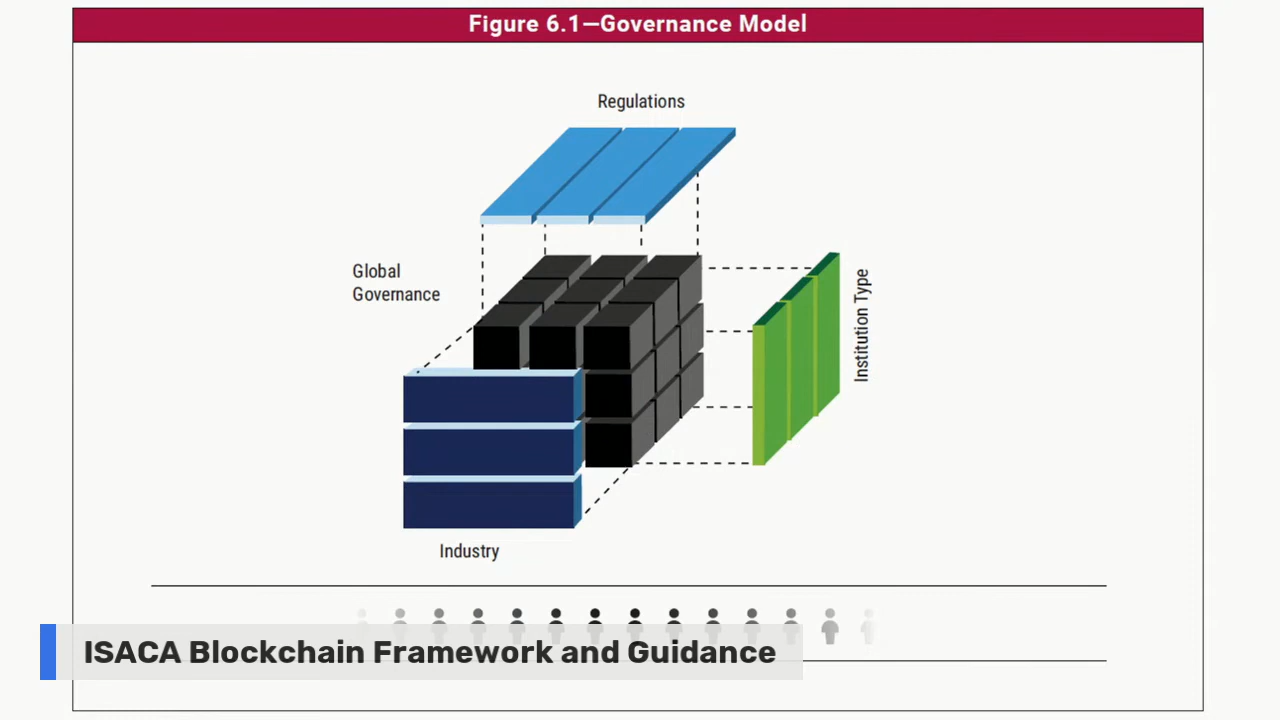 Figure 6.1—Governance Model
Regulations
Global
Governance
Institution Type
Industry
ISACA Blockchain Framework and Guidance